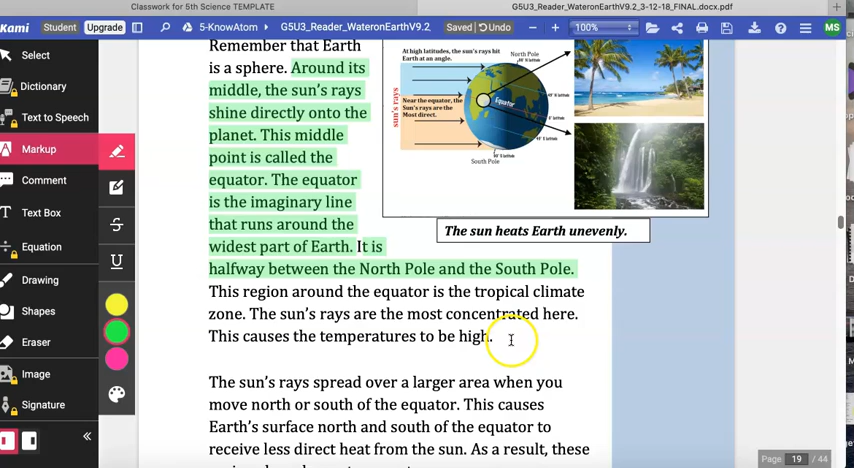 Classwork for 5th Science TEMPLATE
G5U3_Reader_WateronEarthV9.2_3-12-18_FINAL.docx.pdf
Kami
Student
Upgrade
5-KnowAtom
G5U3_Reader_WateronEarthV9.2_
Saved
Undo
100%
MS
Select
Dictionary
Text to Speech
Markup
Comment
Text Box
Equation
Drawing
Shapes
Eraser
Image
Signature
Remember that Earth
is a sphere. Around its
middle, the sun's rays
shine directly onto the
planet. This middle
point is called the
equator. The equator
is the imaginary line
that runs around the
widest part of Earth. It is
halfway between the North Pole and the South Pole.
This region around the equator is the tropical climate
zone. The sun's rays are the most concentrated here.
This causes the temperatures to be high.
At high latitudes, the sun's rays hit
Earth at an angle.
North Pole
sun's rays
Near the equator, the
Sun's rays are the
Most direct.
Equator
South Pole
The sun heats Earth unevenly.
The sun's rays spread over a larger area when you
move north or south of the equator. This causes
Earth's surface north and south of the equator to
receive less direct heat from the sun. As a result, these
Page 19 / 44